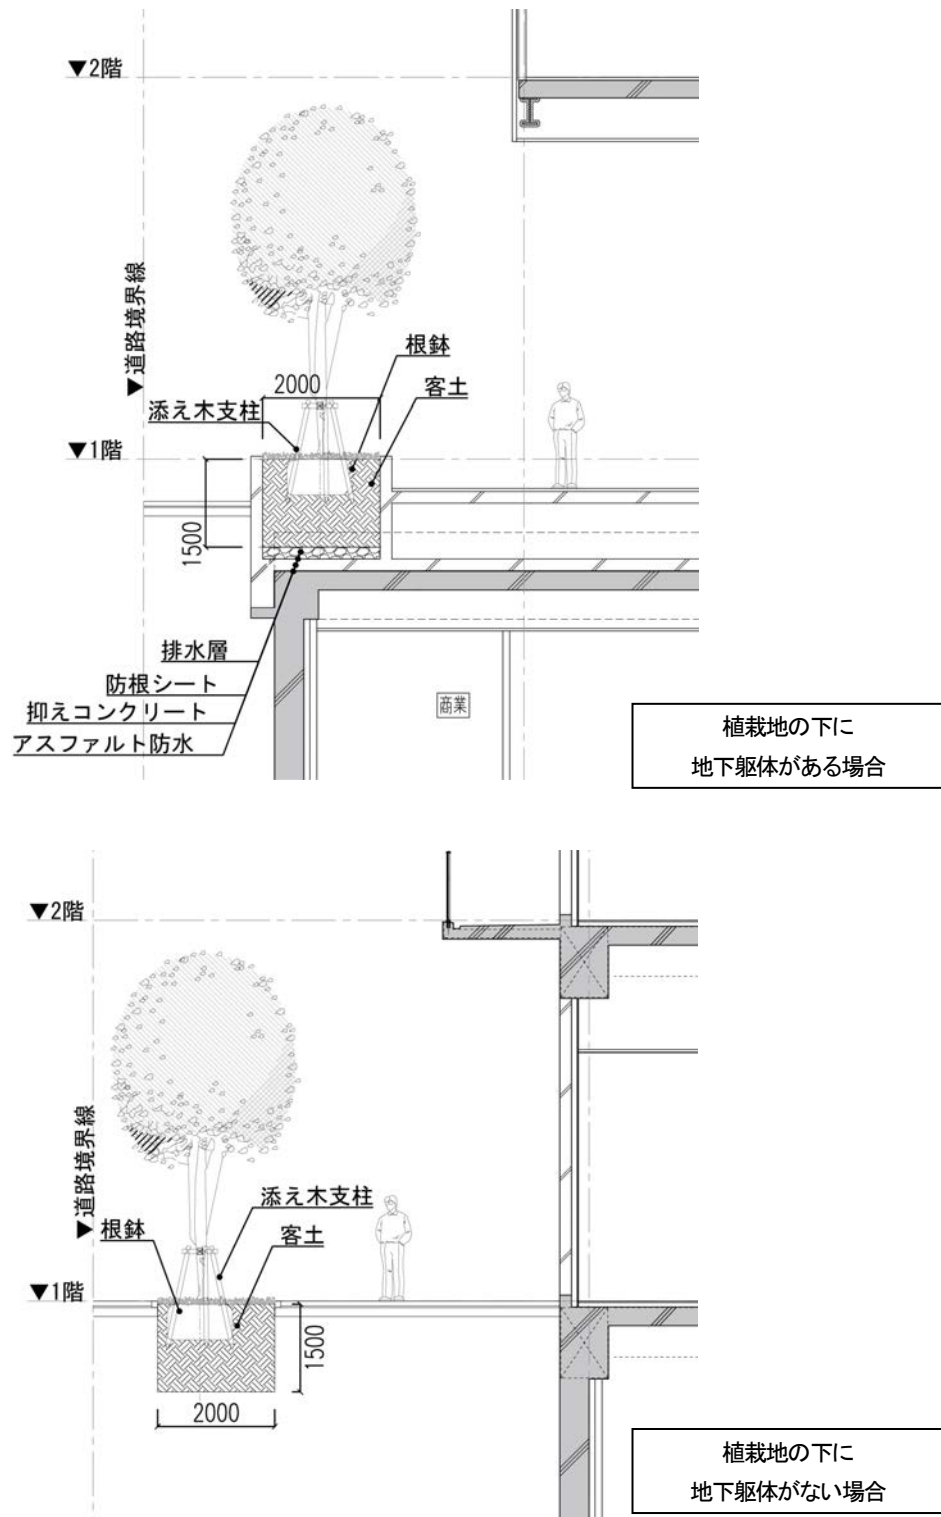 ▼2階
▼道路境界線
根鉢
2000
客土
添え木支柱
▼1階
1500
排水層
防根シート
抑えコンクリート
アスファルト防水
商業
植栽地の下に
地下躯体がある場合
▼2階
▼道路境界線
添え木支柱
根鉢
客土
▼1階
1500
2000
植栽地の下に
地下躯体がない場合